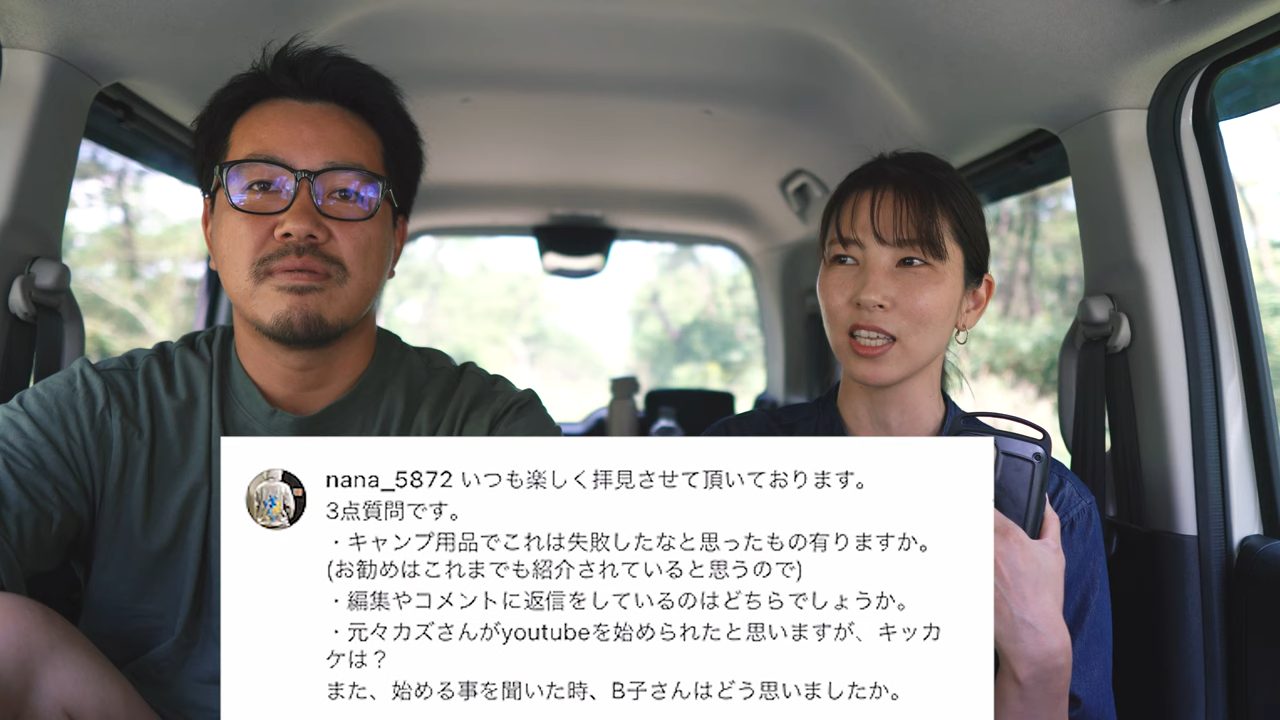 nana_5872 いつも楽しく拝見させて頂いております。
3点質問です。
・キャンプ用品でこれは失敗したなと思ったもの有りますか。
(お勧めはこれまでも紹介されていると思うので)
・編集やコメントに返信をしているのはどちらでしょうか。
・元々カズさんがyoutubeを始められたと思いますが、キッカ
ケは？
また、始める事を聞いた時、B子さんはどう思いましたか。